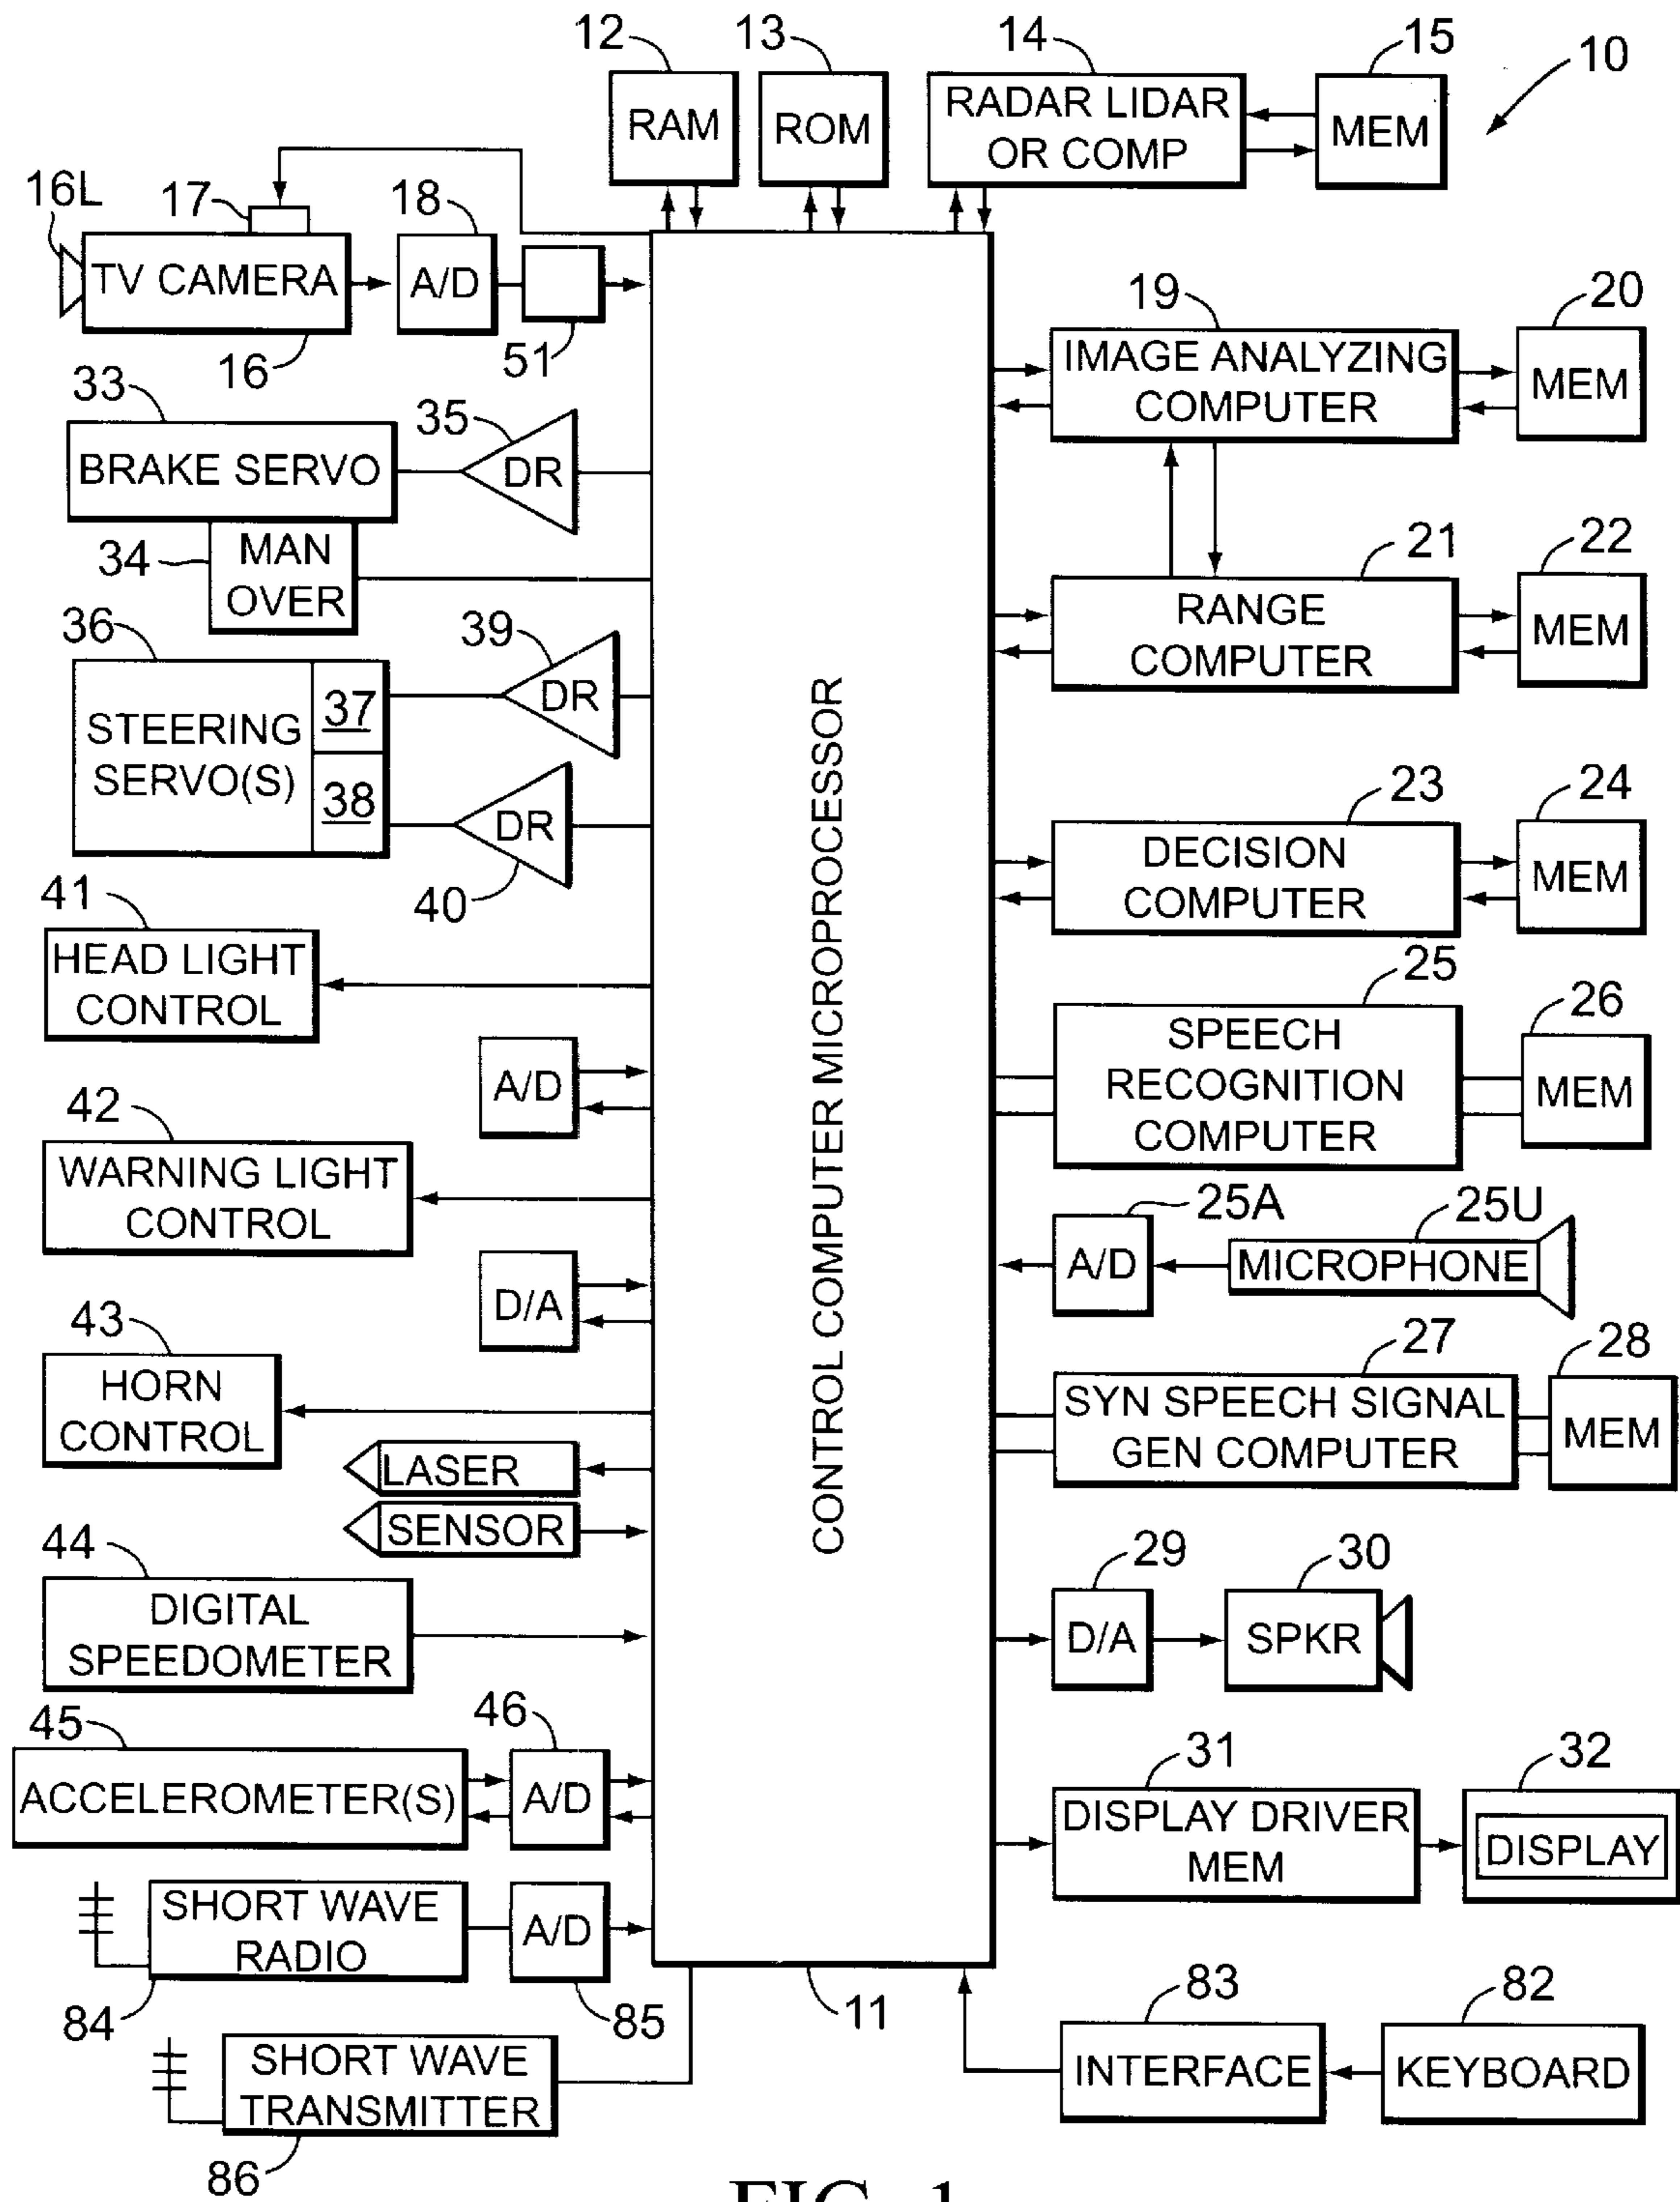 12
13
14
15
10
RAM
ROM
RADAR LIDAR
OR COMP
MEM
16L
17
18
TV CAMERA
A/D
16
51
19
20
IMAGE ANALYZING
COMPUTER
MEM
33
35
BRAKE SERVO
DR
34
MAN
OVER
21
22
RANGE
COMPUTER
MEM
36
39
STEERING
SERVO(S)
37
38
DR
DR
40
CONTROL COMPUTER MICROPROCESSOR
23
24
DECISION
COMPUTER
MEM
41
HEAD LIGHT
CONTROL
25
26
SPEECH
RECOGNITION
COMPUTER
MEM
A/D
42
WARNING LIGHT
CONTROL
25A
25U
A/D
MICROPHONE
D/A
43
HORN
CONTROL
27
28
SYN SPEECH SIGNAL
GEN COMPUTER
MEM
LASER
SENSOR
44
DIGITAL
SPEEDOMETER
29
30
D/A
SPKR
45
46
ACCELEROMETER(S)
A/D
31
32
DISPLAY DRIVER
MEM
DISPLAY
SHORT WAVE
RADIO
A/D
84
85
11
83
82
INTERFACE
KEYBOARD
SHORT WAVE
TRANSMITTER
86
FIG. 1